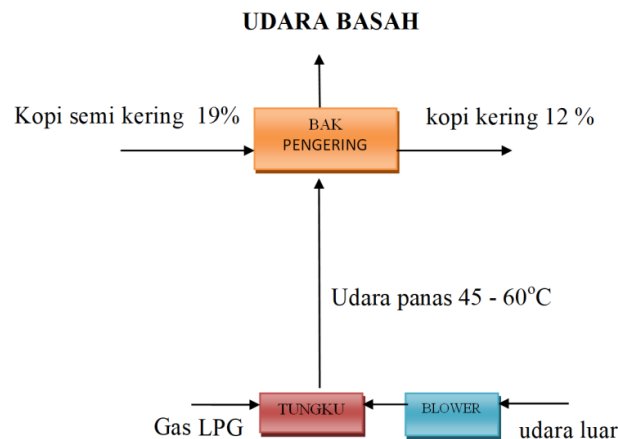 UDARA BASAH
Kopi semi kering  19%
BAK
PENGERING
kopi kering 12 %
Udara panas 45 - 60°C
TUNGKU
BLOWER
Gas LPG
udara luar